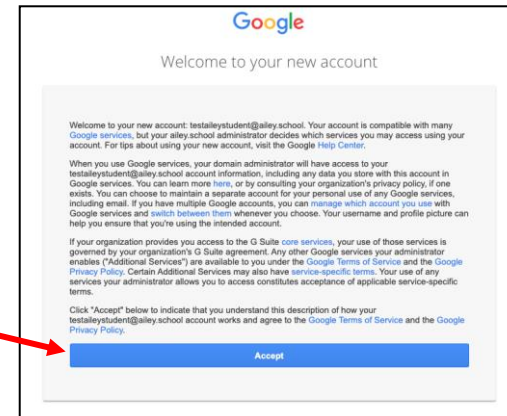 Google
Welcome to your new account
Welcome to your new account: testaileystudent@ailey.school. Your account is compatible with many
Google services, but your ailey.school administrator decides which services you may access using your
account. For tips about using your new account, visit the Google Help Center.
When you use Google services, your domain administrator will have access to your
testaileystudent@ailey.school account information, including any data you store with this account in
Google services. You can learn more here, or by consulting your organization's privacy policy, if one
exists. You can choose to maintain a separate account for your personal use of any Google services,
including email. If you have multiple Google accounts, you can manage which account you use with
Google services and switch between them whenever you choose. Your username and profile picture can
help you ensure that you're using the intended account.
If your organization provides you access to the G Suite core services, your use of those services is
governed by your organization's G Suite agreement. Any other Google services your administrator
enables ("Additional Services") are available to you under the Google Terms of Service and the Google
Privacy Policy. Certain Additional Services may also have service-specific terms. Your use of any
services your administrator allows you to access constitutes acceptance of applicable service-specific
terms.
Click "Accept" below to indicate that you understand this description of how your
testaileystudent@ailey.school account works and agree to the Google Terms of Service and the Google
Privacy Policy.
Accept